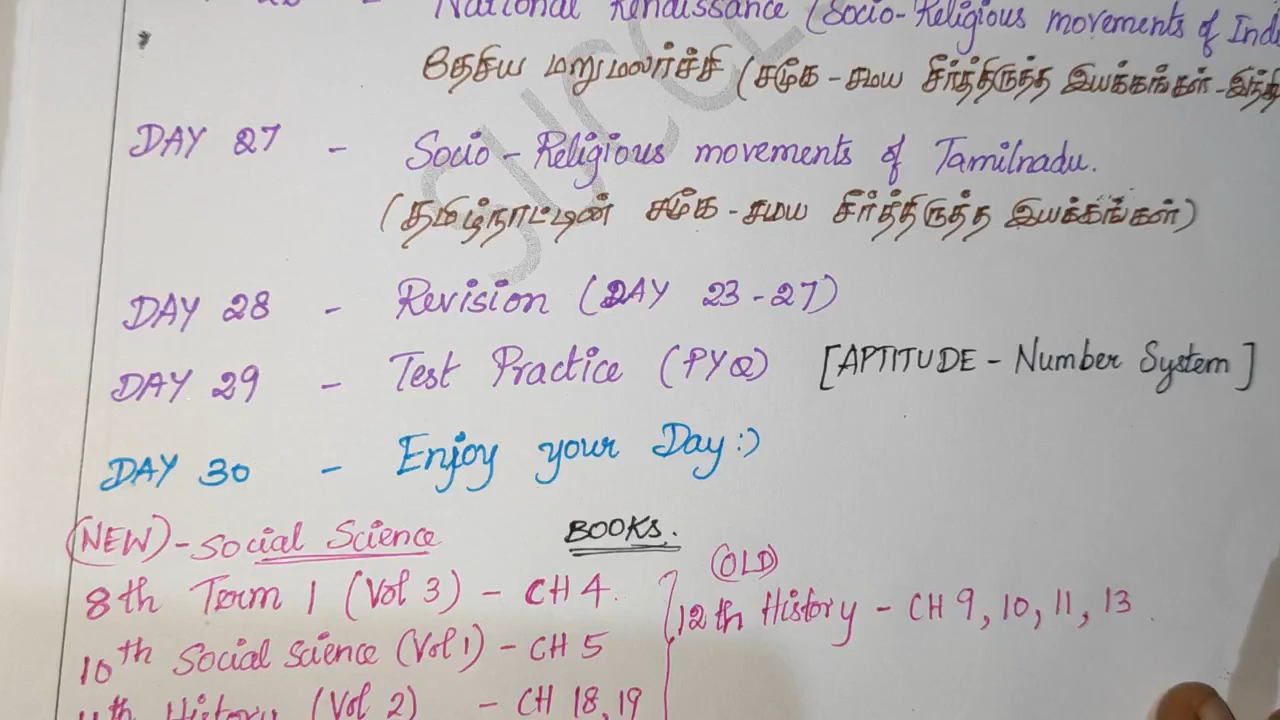 National Renaissance (Socio-Religious movements of Indi
தேசிய மறுமலர்ச்சி (சமூக - சமய சீர்த்திருத்த இயக்கங்கள் - இந்தி
DAY 27 - Socio-Religious movements of Tamilnadu.
(தமிழ்நாட்டின் சமூக - சமய சீர்த்திருத்த இயக்கங்கள்)
DAY 28 - Revision (DAY 23-27)
DAY 29 - Test Practice (PYQ) [APTITUDE - Number System]
DAY 30 - Enjoy your Day:)
(NEW) - Social Science BOOKS.
(OLD)
8th Term 1 (Vol 3) - CH 4.
12th History - CH 9, 10, 11, 13
10th Social Science (Vol 1) - CH 5
11th History (Vol 2) - CH 18, 19